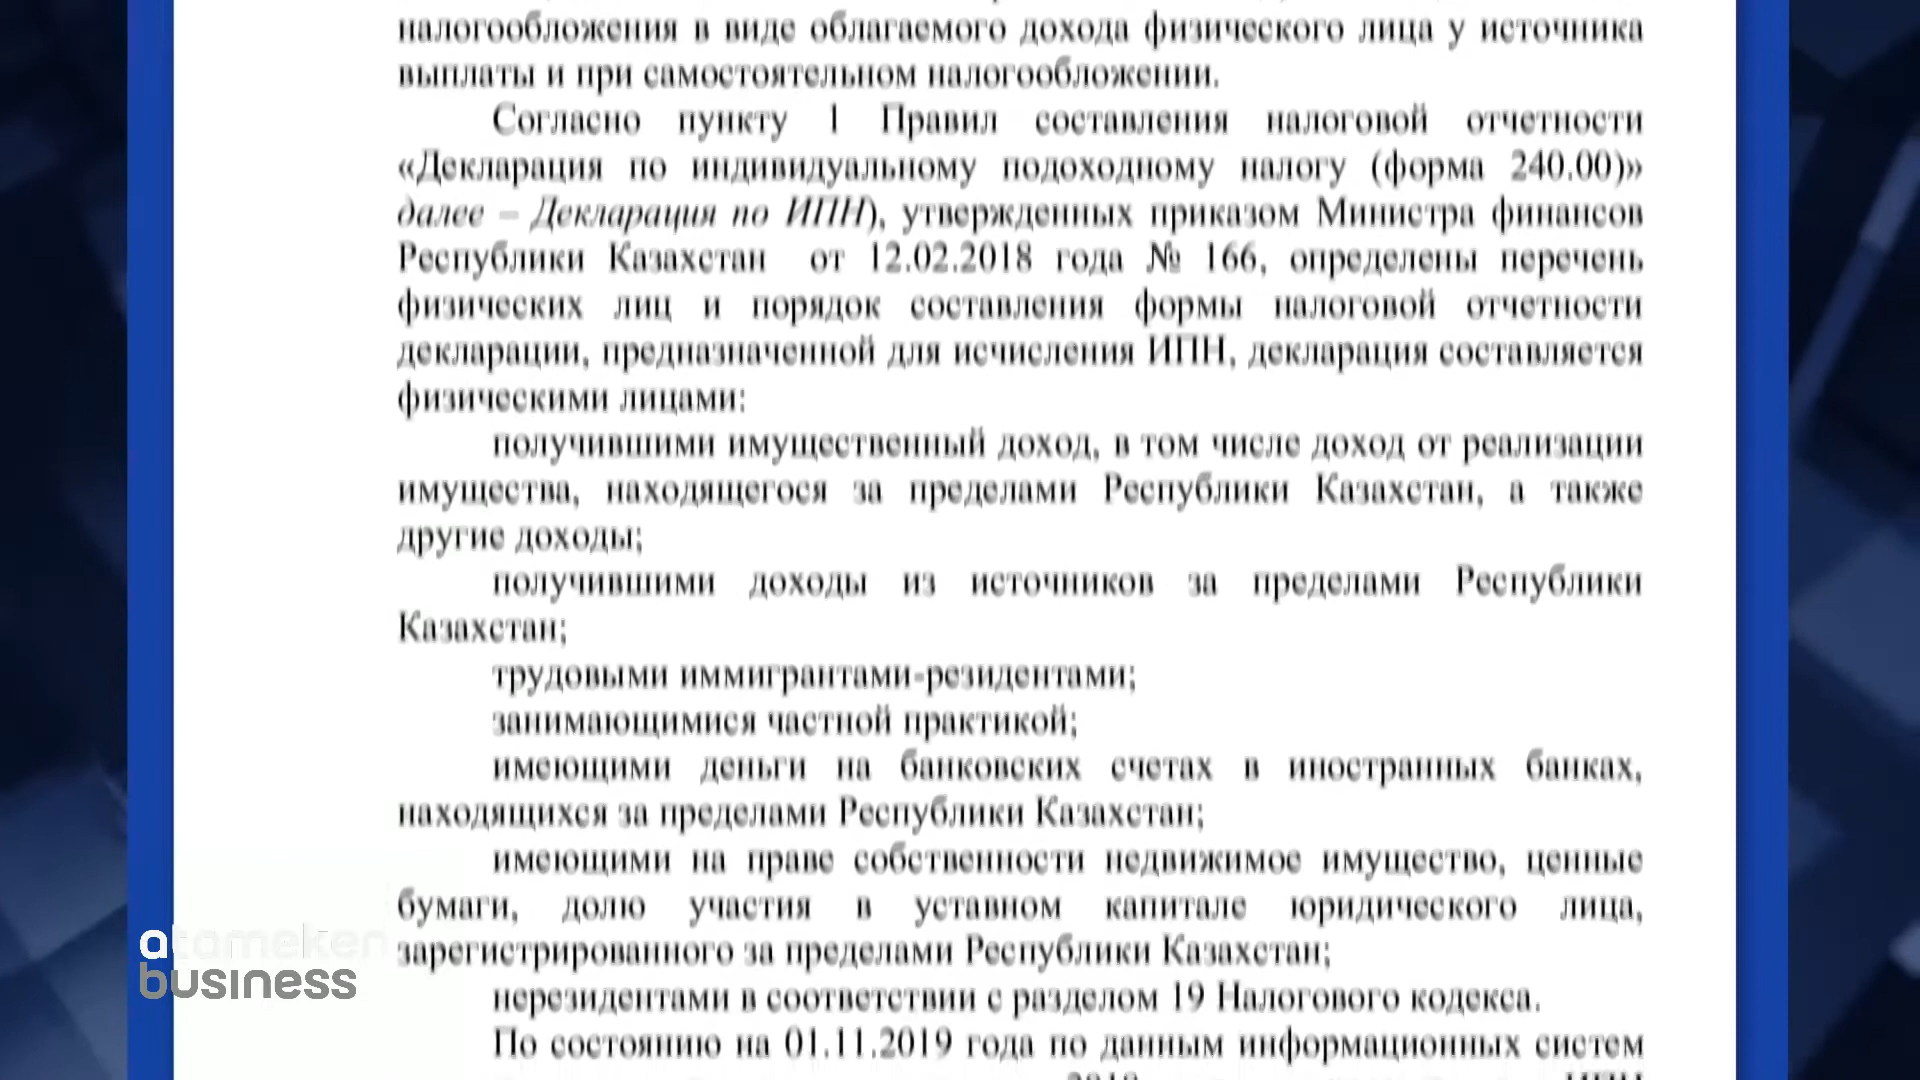 налогообложения в виде облагаемого дохода физического лица у источника
выплаты и при самостоятельном налогообложении.
Согласно пункту 1 Правил составления налоговой отчетности
«Декларация по индивидуальному подоходному налогу (форма 240.00)»
далее – Декларация по ИПН), утвержденных приказом Министра финансов
Республики Казахстан от 12.02.2018 года № 166, определены перечень
физических лиц и порядок составления формы налоговой отчетности
декларации, предназначенной для исчисления ИПН, декларация составляется
физическими лицами:
получившими имущественный доход, в том числе доход от реализации
имущества, находящегося за пределами Республики Казахстан, а также
другие доходы;
получившими доходы из источников за пределами Республики
Казахстан;
трудовыми иммигрантами-резидентами;
занимающимися частной практикой;
имеющими деньги на банковских счетах в иностранных банках,
находящихся за пределами Республики Казахстан;
имеющими на праве собственности недвижимое имущество, ценные
бумаги, долю участия в уставном капитале юридического лица,
зарегистрированного за пределами Республики Казахстан;
нерезидентами в соответствии с разделом 19 Налогового кодекса.
По состоянию на 01.11.2019 года по данным информационных систем
atameken
business